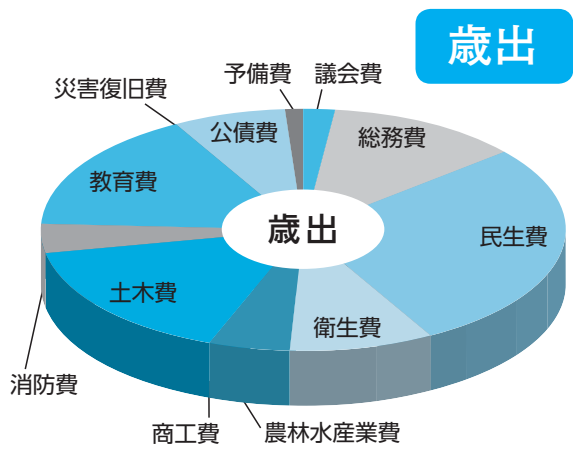 歳出
予備費
議会費
災害復旧費
公債費
総務費
教育費
民生費
歳出
土木費
衛生費
消防費
商工費
農林水産業費